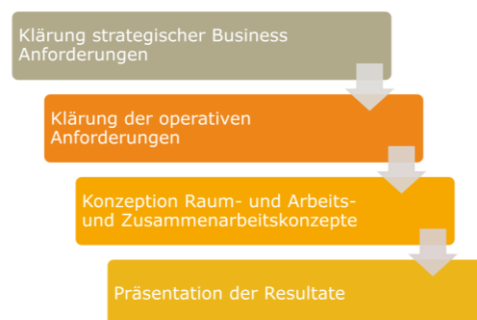 Klärung strategischer Business
Anforderungen
Klärung der operativen
Anforderungen
Konzeption Raum- und Arbeits-
und Zusammenarbeitskonzepte
Präsentation der Resultate